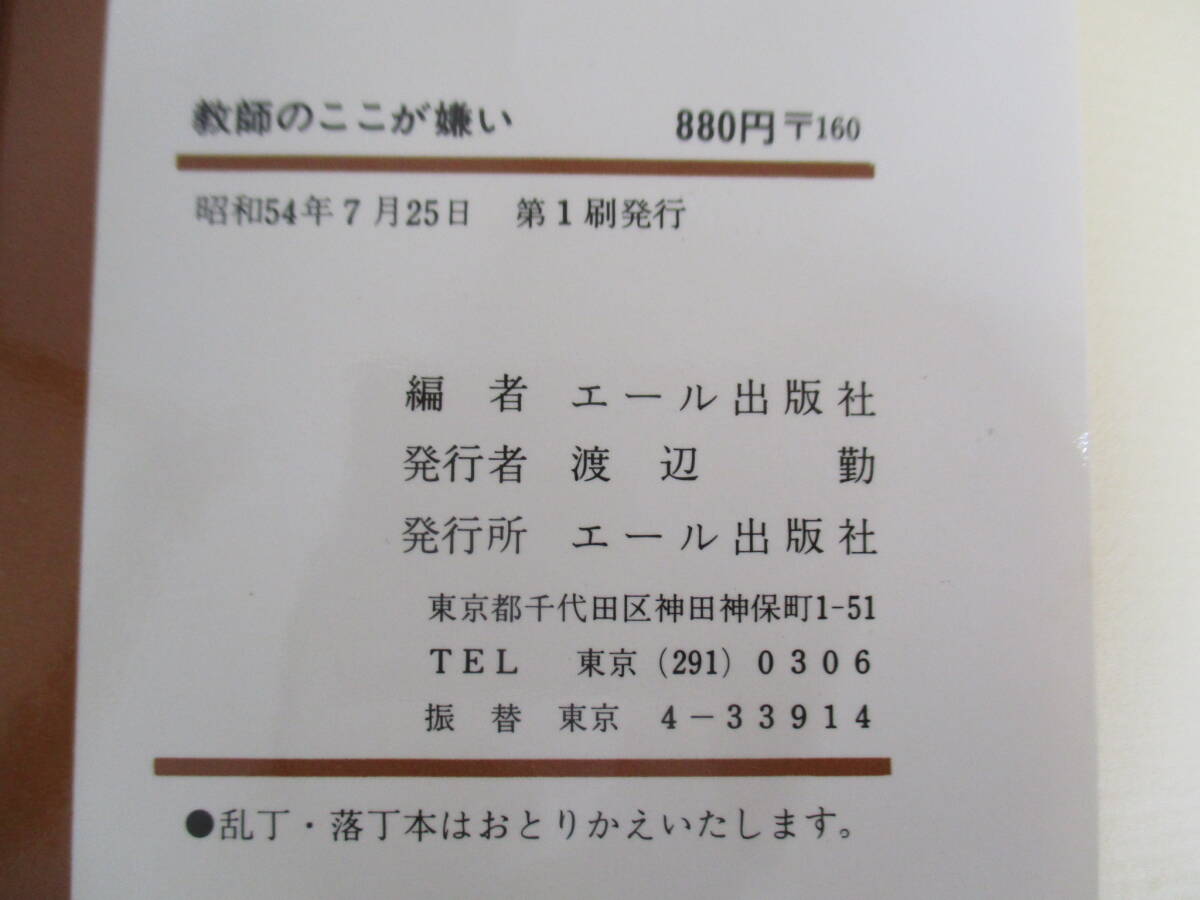 教師のここが嫌い 880円〒160
昭和54年7月25日 第1刷発行
編者 エール出版社
発行者 渡辺 勤
発行所 エール出版社
東京都千代田区神田神保町1-51
TEL 東京(291)0306
振替 東京 4-33914
●乱丁・落丁本はおとりかえいたします。